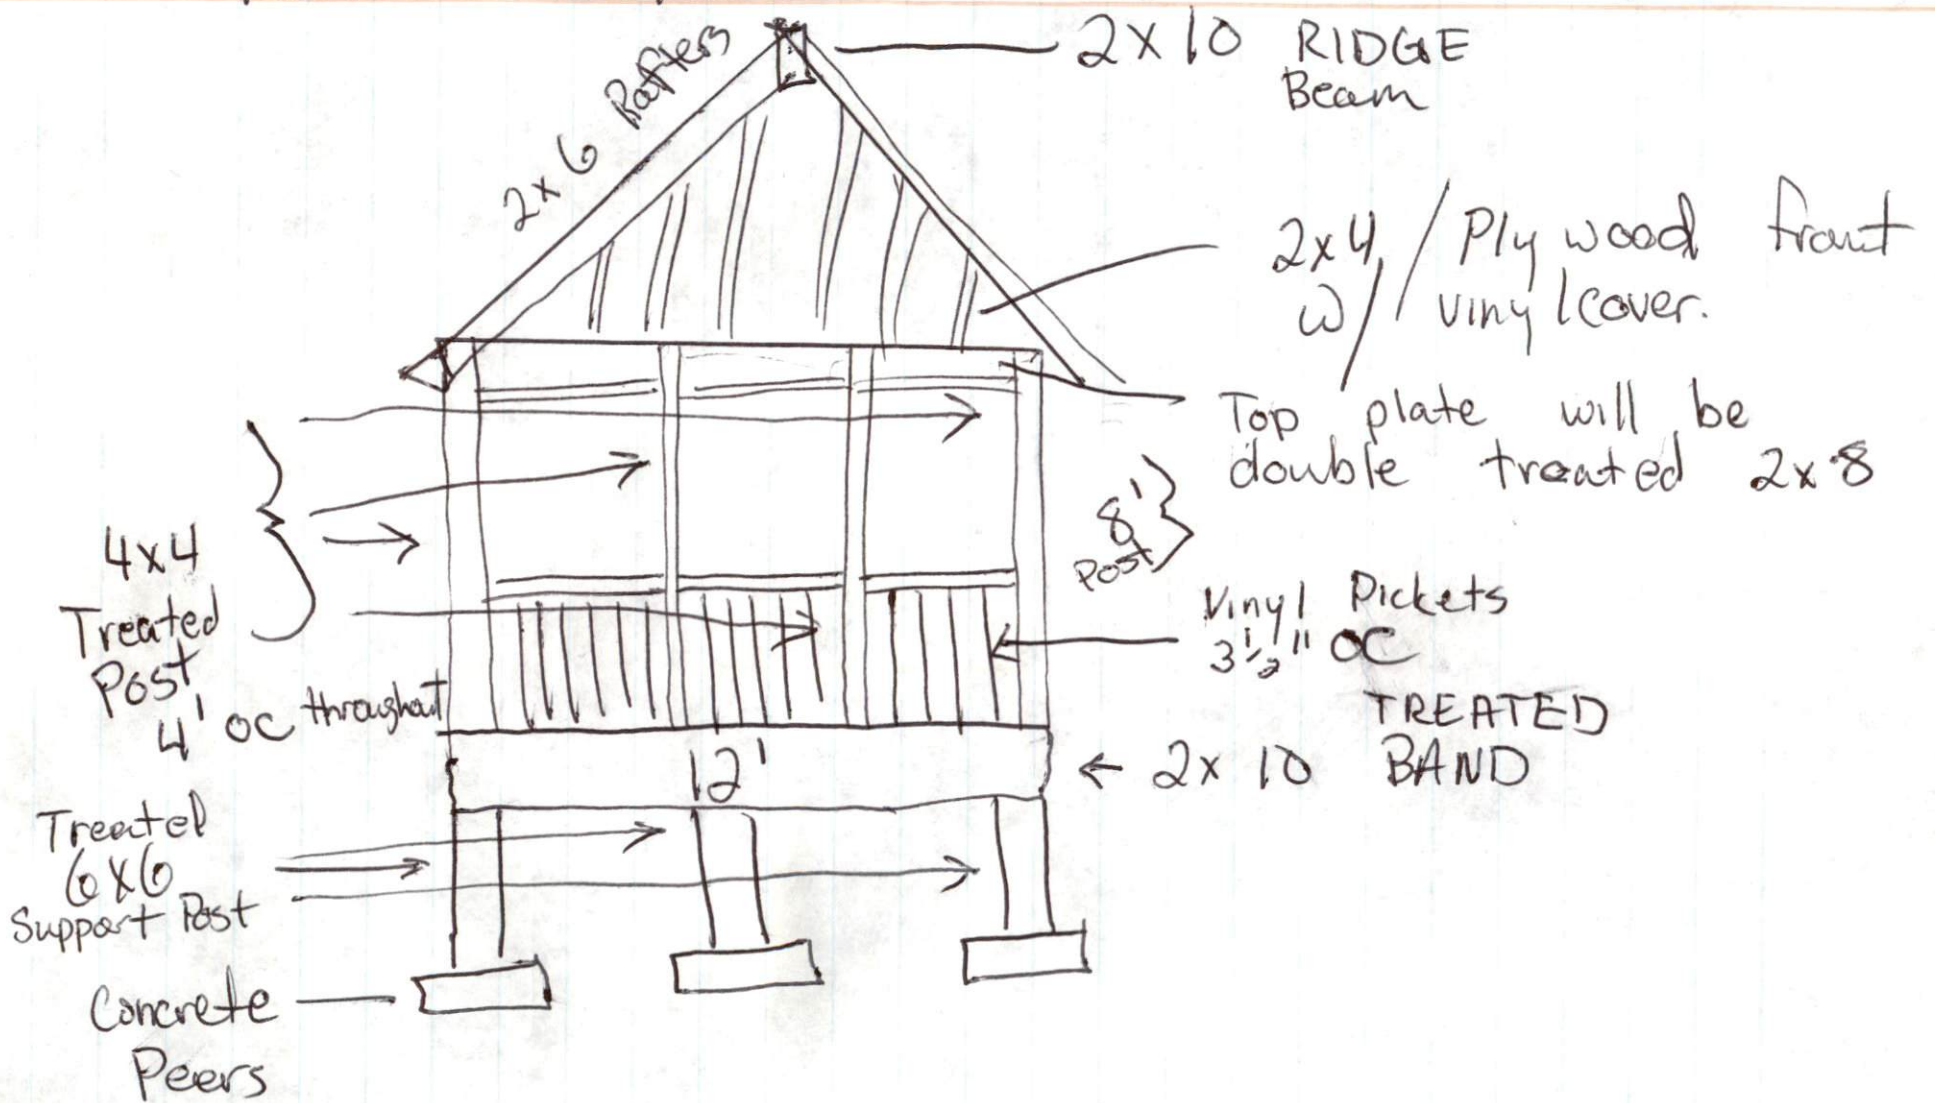 2x10 RIDGE
Beam
2x6 Rafters
2x4 / Plywood front
w/ vinyl cover.
Top plate will be
double treated 2x8
8'
Post
4x4
Treated
Post
4' OC throughout
Vinyl Pickets
3 1/2" OC
TREATED
← 2x10 BAND
12'
Treated
6x6
Support Post
Concrete
Peers